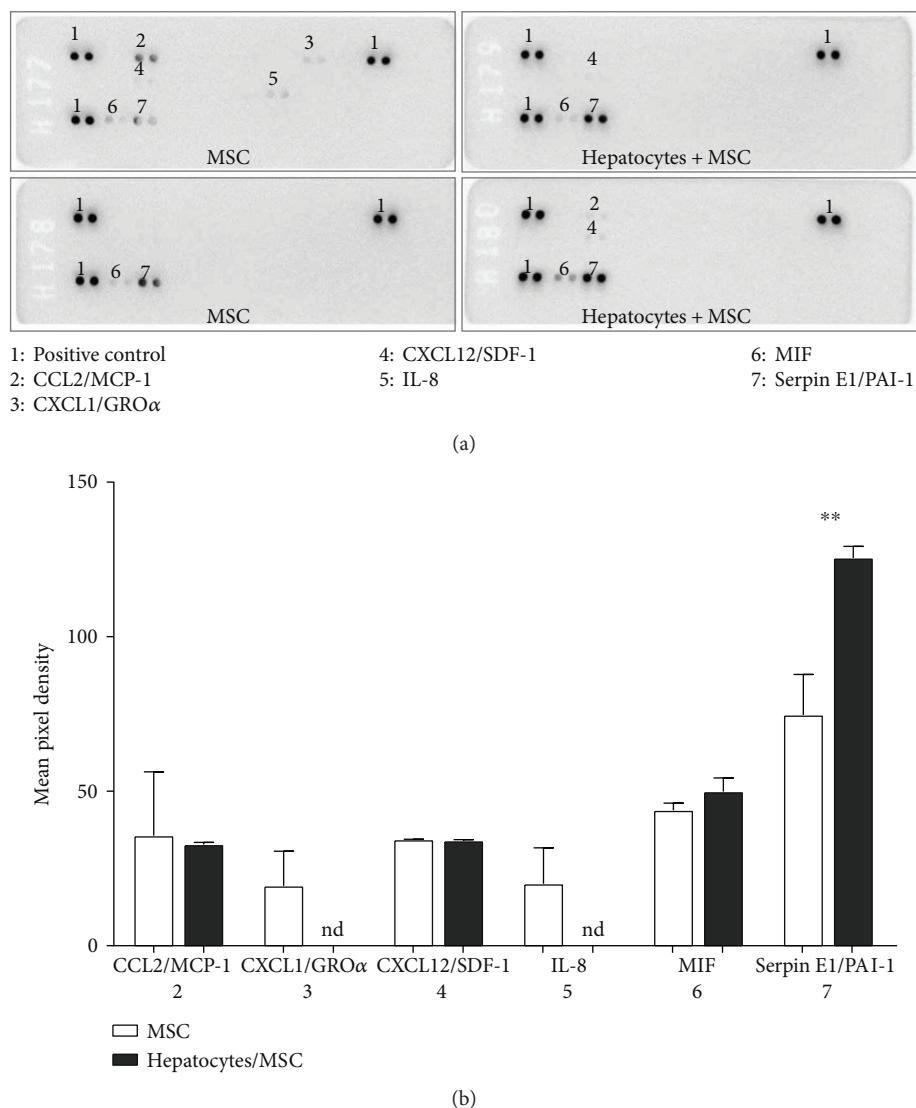 1
2
3
1
4
5
1
6
7
H177
MSC
1
4
1
1
6
7
H179
Hepatocytes + MSC
1
1
1
6
7
H178
MSC
1
2
4
1
1
6
7
H180
Hepatocytes + MSC
1: Positive control
2: CCL2/MCP-1
3: CXCL1/GROα
4: CXCL12/SDF-1
5: IL-8
6: MIF
7: Serpin E1/PAI-1
(a)
150
100
50
0
Mean pixel density
nd
nd
**
CCL2/MCP-1 CXCL1/GROα CXCL12/SDF-1 IL-8 MIF Serpin E1/PAI-1
2 3 4 5 6 7
MSC
Hepatocytes/MSC
(b)